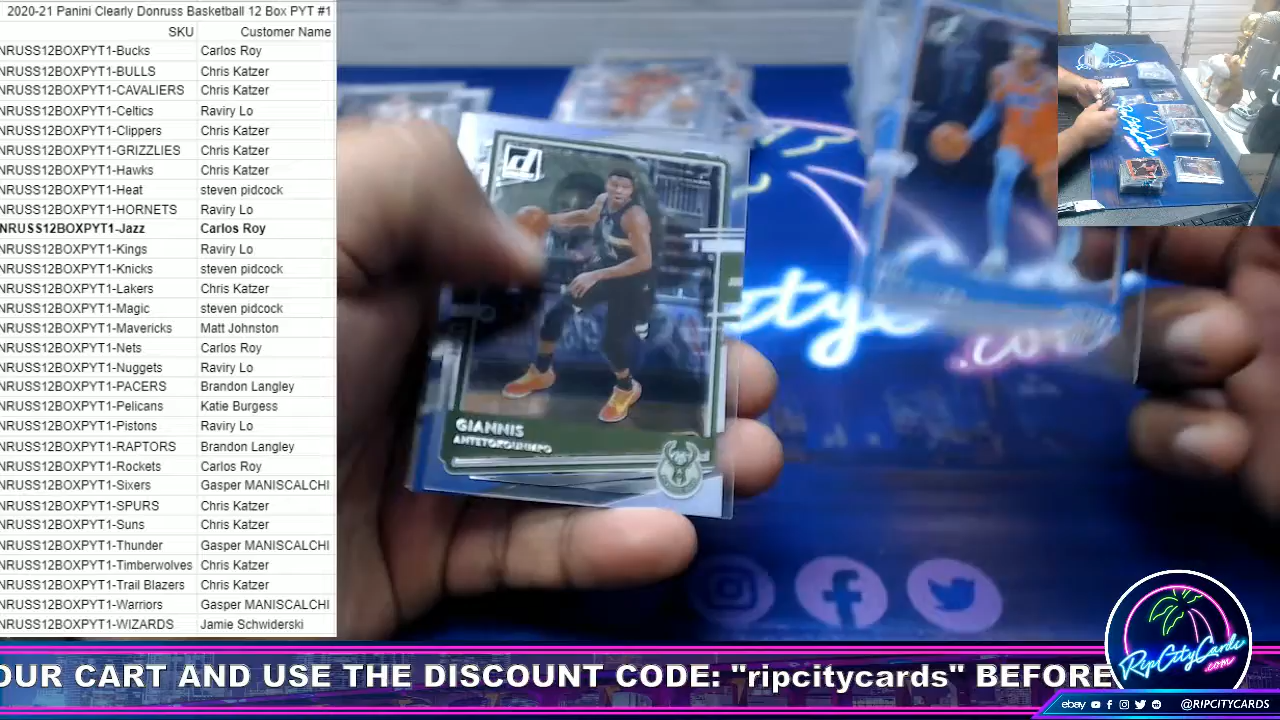 2020-21 Panini Clearly Donruss Basketball 12 Box PYT #1
SKU Customer Name
NRUSS12BOXPYT1-Bucks Carlos Roy
NRUSS12BOXPYT1-BULLS Chris Katzer
NRUSS12BOXPYT1-CAVALIERS Chris Katzer
NRUSS12BOXPYT1-Celtics Raviry Lo
NRUSS12BOXPYT1-Clippers Chris Katzer
NRUSS12BOXPYT1-GRIZZLIES Chris Katzer
NRUSS12BOXPYT1-Hawks Chris Katzer
NRUSS12BOXPYT1-Heat steven pidcock
NRUSS12BOXPYT1-HORNETS Raviry Lo
NRUSS12BOXPYT1-Jazz Carlos Roy
NRUSS12BOXPYT1-Kings Raviry Lo
NRUSS12BOXPYT1-Knicks steven pidcock
NRUSS12BOXPYT1-Lakers Chris Katzer
NRUSS12BOXPYT1-Magic steven pidcock
NRUSS12BOXPYT1-Mavericks Matt Johnston
NRUSS12BOXPYT1-Nets Carlos Roy
NRUSS12BOXPYT1-Nuggets Raviry Lo
NRUSS12BOXPYT1-PACERS Brandon Langley
NRUSS12BOXPYT1-Pelicans Katie Burgess
NRUSS12BOXPYT1-Pistons Raviry Lo
NRUSS12BOXPYT1-RAPTORS Brandon Langley
NRUSS12BOXPYT1-Rockets Carlos Roy
NRUSS12BOXPYT1-Sixers Gasper MANISCALCHI
NRUSS12BOXPYT1-SPURS Chris Katzer
NRUSS12BOXPYT1-Suns Chris Katzer
NRUSS12BOXPYT1-Thunder Gasper MANISCALCHI
NRUSS12BOXPYT1-Timberwolves Chris Katzer
NRUSS12BOXPYT1-Trail Blazers Chris Katzer
NRUSS12BOXPYT1-Warriors Gasper MANISCALCHI
NRUSS12BOXPYT1-WIZARDS Jamie Schwiderski
d
GIANNIS
ANTETOKOUNMPO
ity
.com
RipCityCards
.com
OUR CART AND USE THE DISCOUNT CODE: "ripcitycards" BEFORE
ebay @RIPCITYCARDS